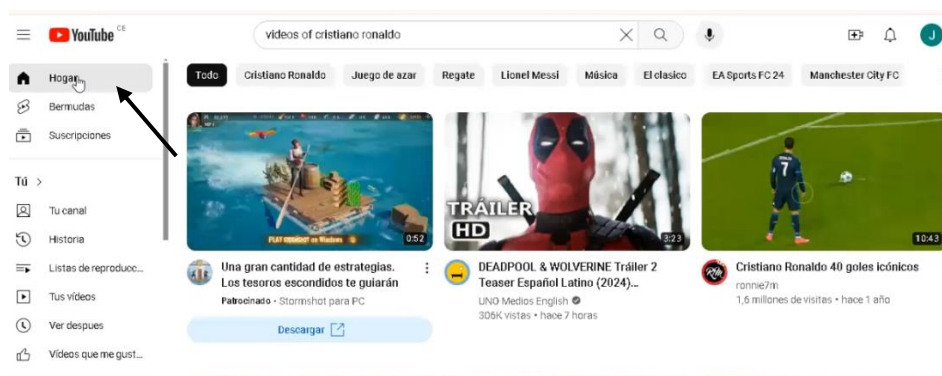 YouTube CE
videos of cristiano ronaldo
J
Hogar
Bermudas
Suscripciones
Tú >
Tu canal
Historia
Listas de reproducc...
Tus vídeos
Ver despues
Vídeos que me gust...
Todo
Cristiano Ronaldo
Juego de azar
Regate
Lionel Messi
Música
El clasico
EA Sports FC 24
Manchester City FC
PLAY on Windows
0:52
Una gran cantidad de estrategias.
Los tesoros escondidos te guiarán
Patrocinado • Stormshot para PC
Descargar
TRÁILER
HD
3:23
DEADPOOL & WOLVERINE Tráiler 2
Teaser Español Latino (2024)...
UNO Medios English
306K vistas • hace 7 horas
7
10:43
Cristiano Ronaldo 40 goles icónicos
ronnie7m
1,6 millones de visitas • hace 1 año